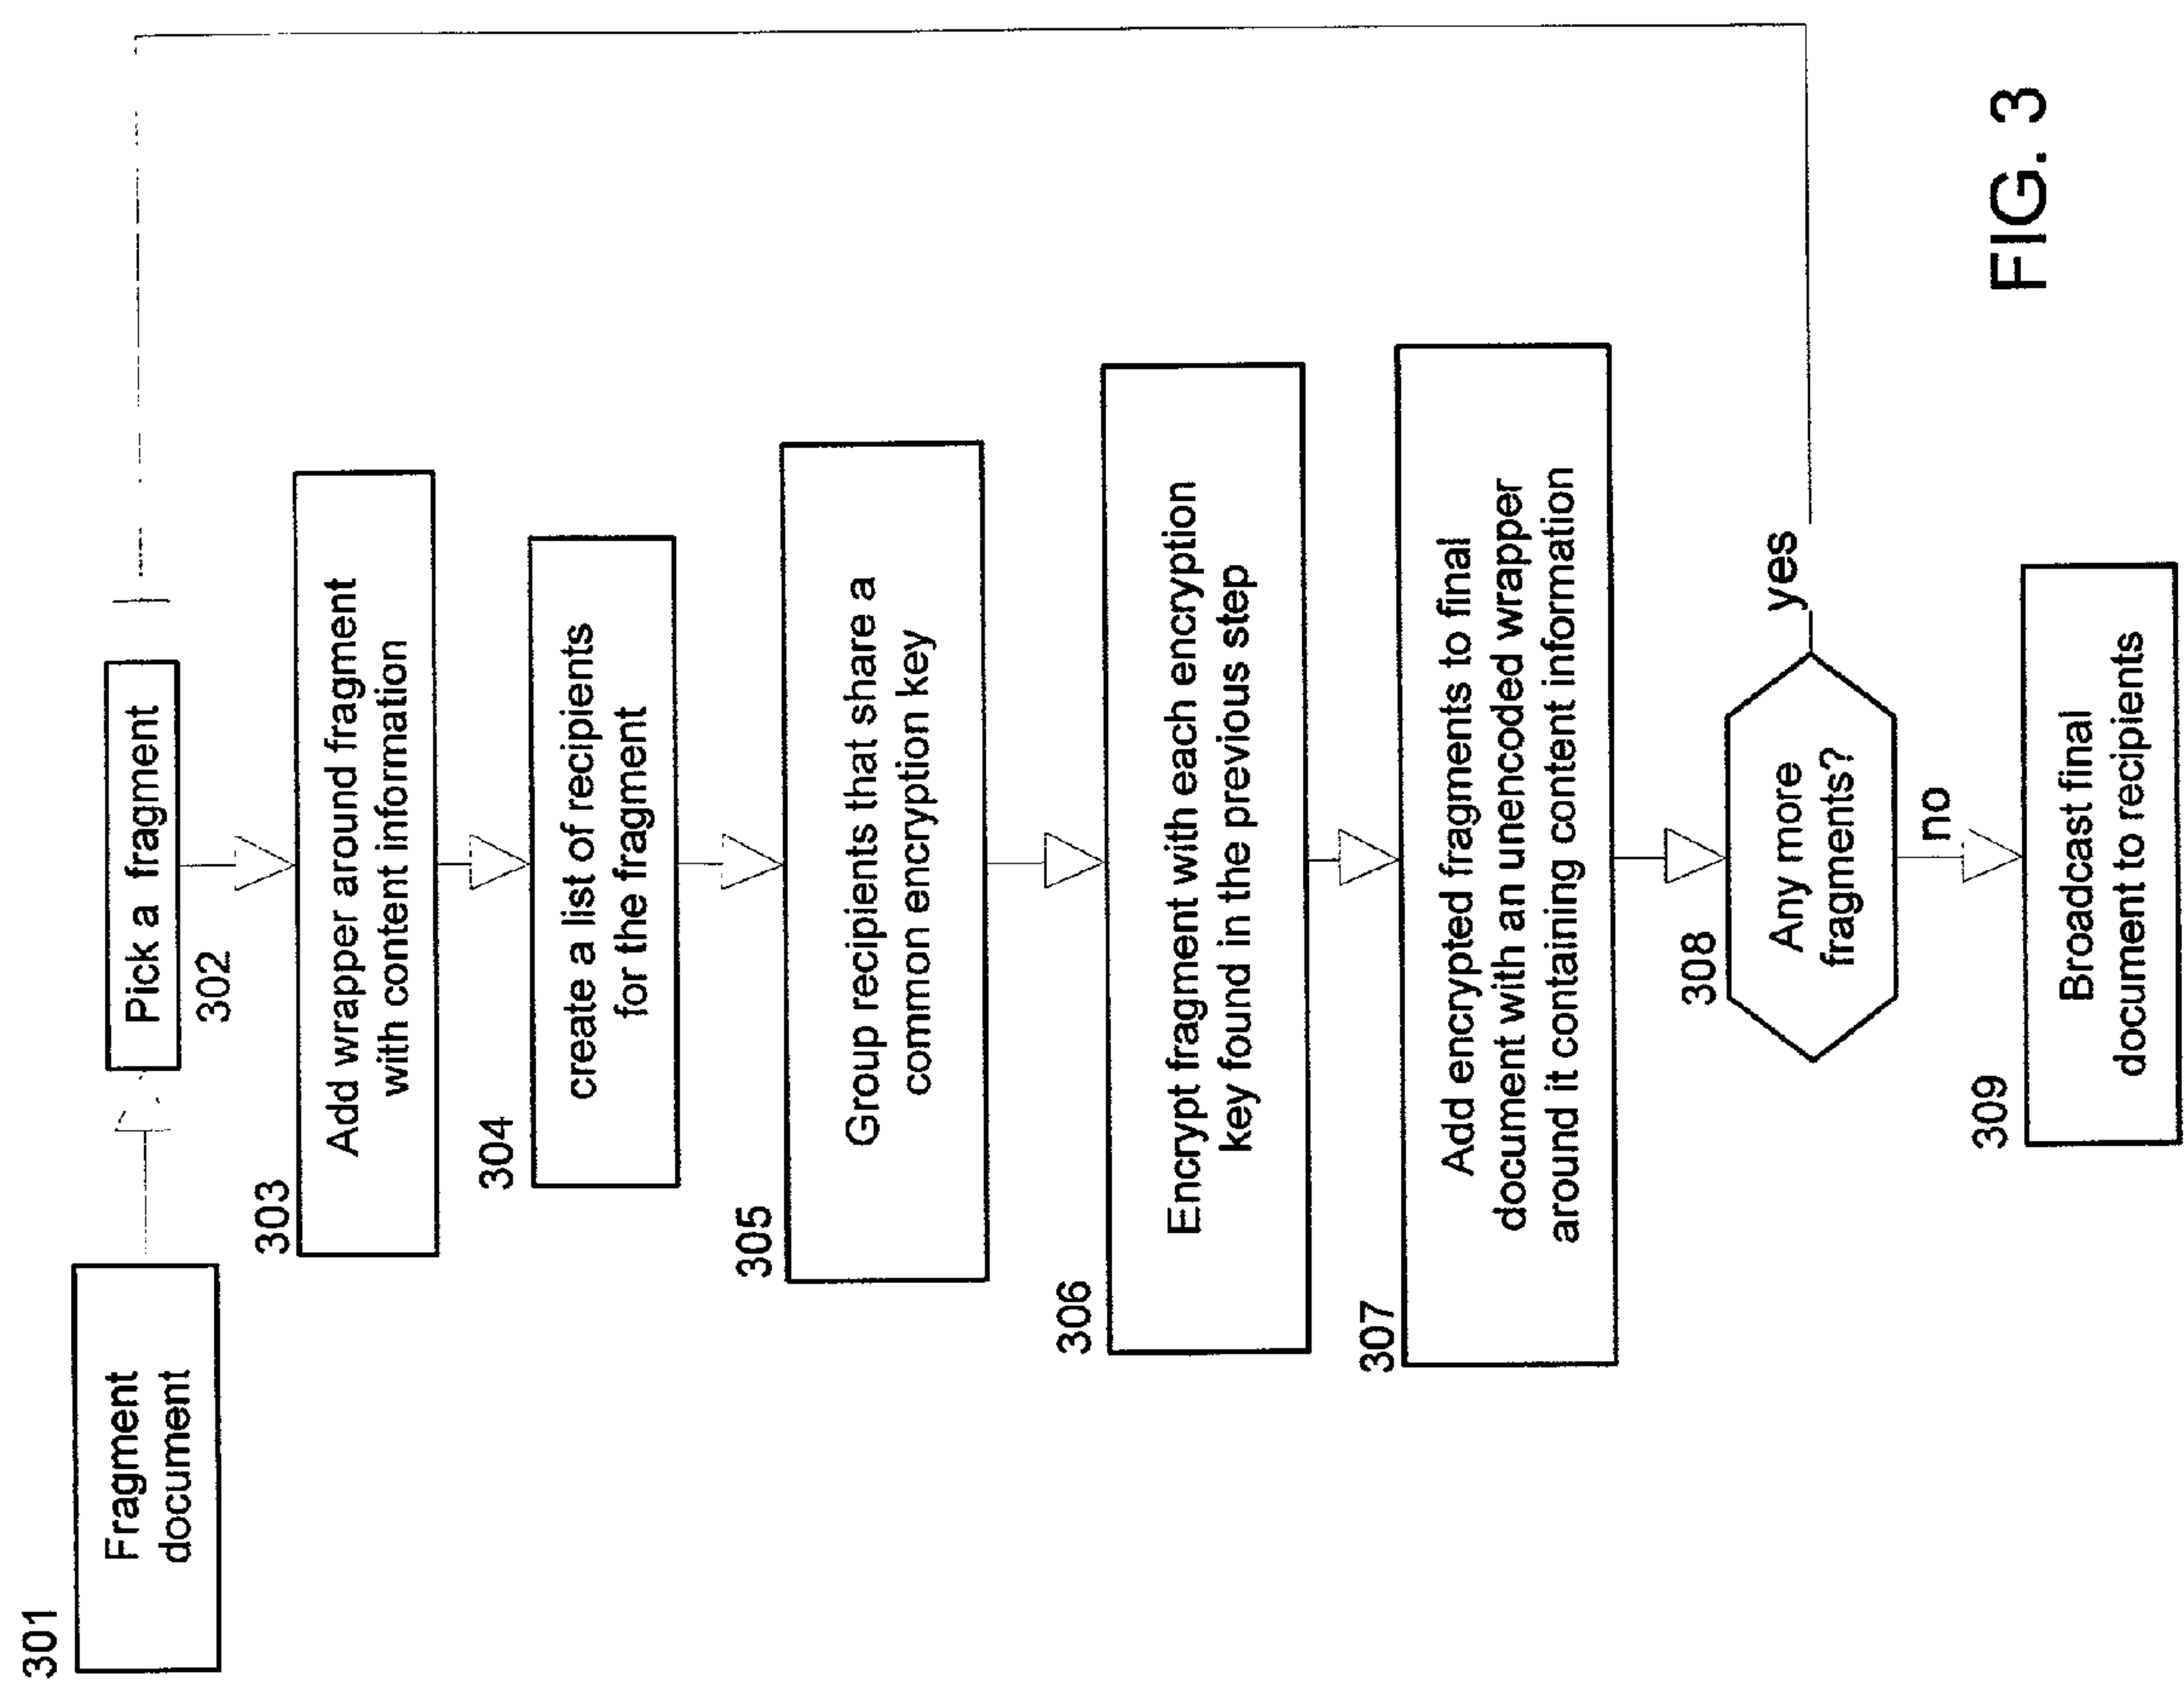 301
Fragment
document
Pick a fragment
302
303
Add wrapper around fragment
with content information
304
create a list of recipients
for the fragment
305
Group recipients that share a
common encryption key
306
Encrypt fragment with each encryption
key found in the previous step
307
Add encrypted fragments to final
document with an unencoded wrapper
around it containing content information
308
Any more
fragments?
yes
no
309
Broadcast final
document to recipients
FIG. 3